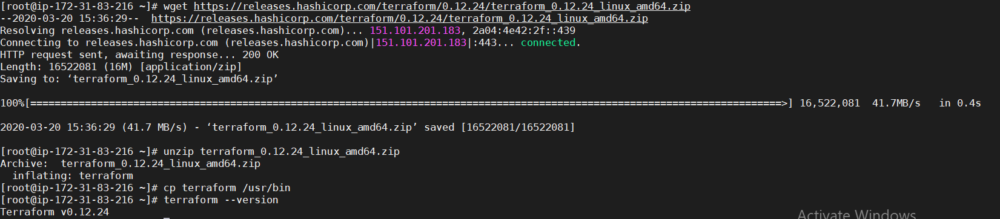 [root@ip-172-31-83-216 ~]# wget https://releases.hashicorp.com/terraform/0.12.24/terraform_0.12.24_linux_amd64.zip
--2020-03-20 15:36:29--  https://releases.hashicorp.com/terraform/0.12.24/terraform_0.12.24_linux_amd64.zip
Resolving releases.hashicorp.com (releases.hashicorp.com)... 151.101.201.183, 2a04:4e42:2f::439
Connecting to releases.hashicorp.com (releases.hashicorp.com)|151.101.201.183|:443... connected.
HTTP request sent, awaiting response... 200 OK
Length: 16522081 (16M) [application/zip]
Saving to: ‘terraform_0.12.24_linux_amd64.zip’
100%[============================================================================================================================>] 16,522,081  41.7MB/s   in 0.4s
2020-03-20 15:36:29 (41.7 MB/s) - ‘terraform_0.12.24_linux_amd64.zip’ saved [16522081/16522081]
[root@ip-172-31-83-216 ~]# unzip terraform_0.12.24_linux_amd64.zip
Archive:  terraform_0.12.24_linux_amd64.zip
  inflating: terraform
[root@ip-172-31-83-216 ~]# cp terraform /usr/bin
[root@ip-172-31-83-216 ~]# terraform --version
Terraform v0.12.24
Activate Windows